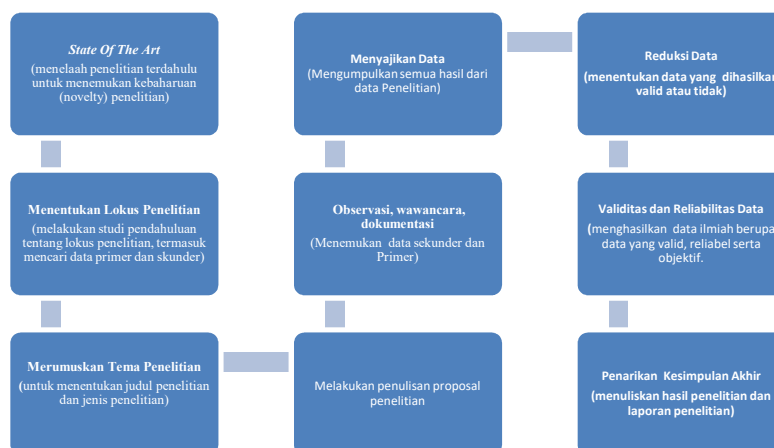 State Of The Art
(menelaah penelitian terdahulu
untuk menemukan kebaharuan
(novelty) penelitian)
Menentukan Lokus Penelitian
(melakukan studi pendahuluan
tentang lokus penelitian, termasuk
mencari data primer dan skunder)
Merumuskan Tema Penelitian
(untuk menentukan judul penelitian
dan jenis penelitian)
Melakukan penulisan proposal
penelitian
Observasi, wawancara,
dokumentasi
(Menemukan data sekunder dan
Primer)
Menyajikan Data
(Mengumpulkan semua hasil dari
data Penelitian)
Reduksi Data
(menentukan data yang dihasilkan
valid atau tidak)
Validitas dan Reliabilitas Data
(menghasilkan data ilmiah berupa
data yang valid, reliabel serta
objektif.
Penarikan Kesimpulan Akhir
(menuliskan hasil penelitian dan
laporan penelitian)